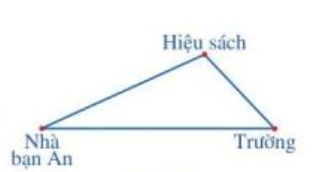 Hiệu sách
Nhà
bạn An
Trường